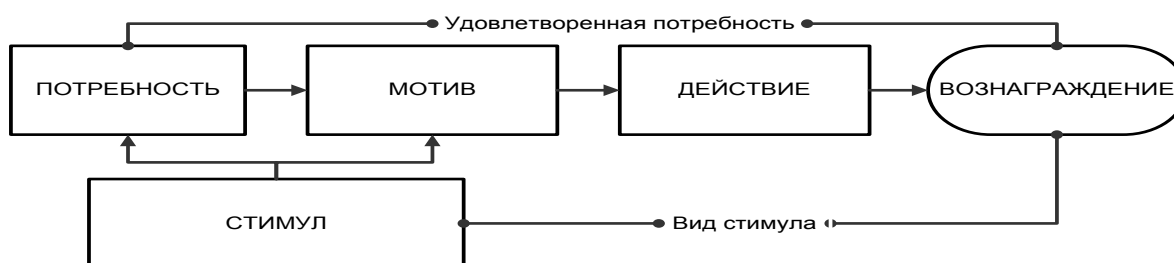 Удовлетворенная потребность
ПОТРЕБНОСТЬ
МОТИВ
ДЕЙСТВИЕ
ВОЗНАГРАЖДЕНИЕ
СТИМУЛ
Вид стимула